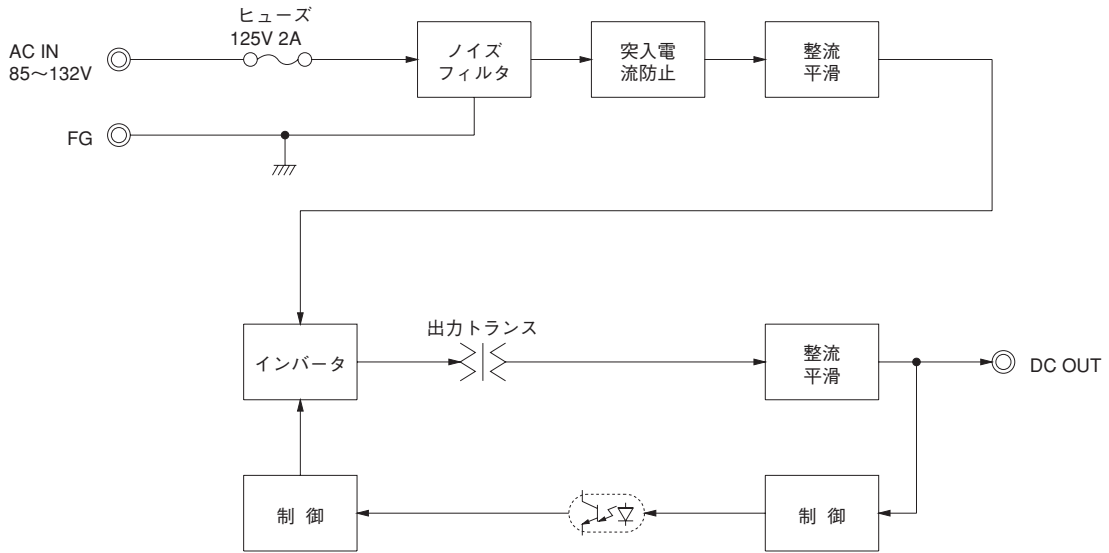 ヒューズ
125V 2A
AC IN
85～132V
ノイズ
フィルタ
突入電
流防止
整流
平滑
FG
出力トランス
インバータ
整流
平滑
DC OUT
制 御
制 御